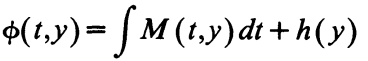 ϕ(t,y) = ∫ M(t,y)dt + h(y)